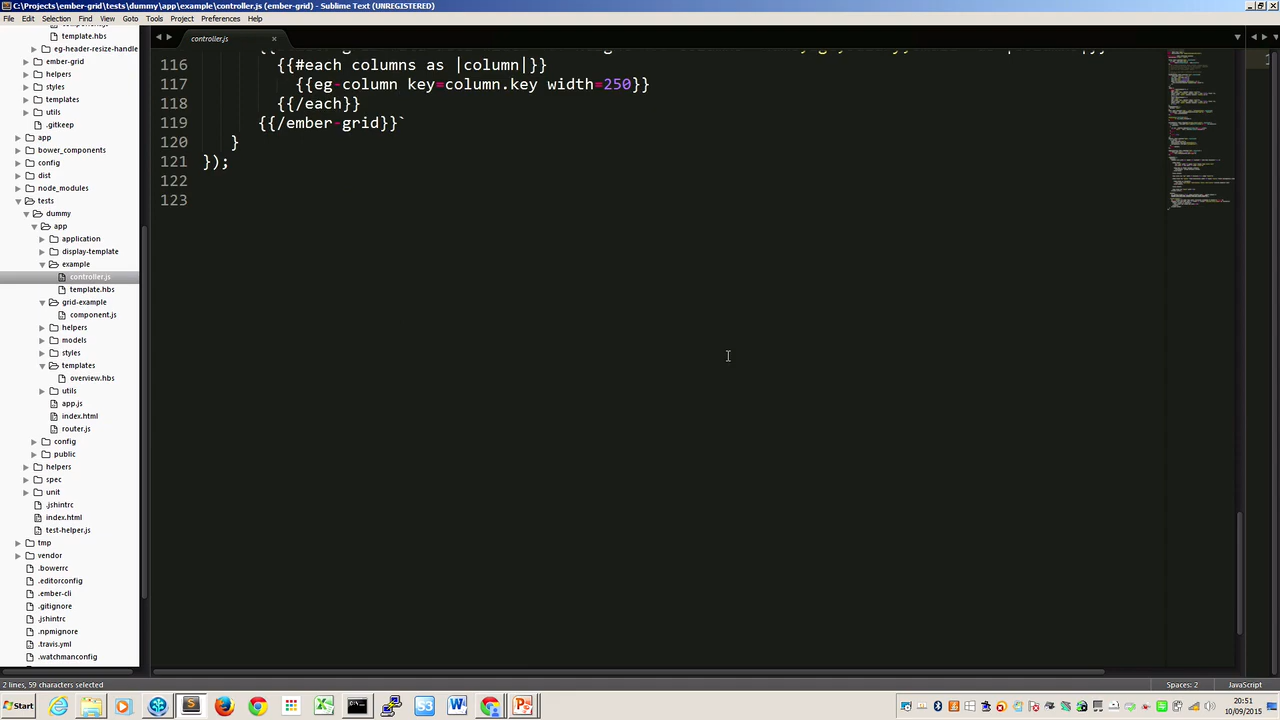 C:\Projects\ember-grid\tests\dummy\app\example\controller.js (ember-grid) - Sublime Text (UNREGISTERED)
File Edit Selection Find View Goto Tools Project Preferences Help
controller.js
template.hbs
eg-header-resize-handle
ember-grid
helpers
styles
templates
utils
.gitkeep
app
bower_components
config
dist
node_modules
tests
dummy
app
application
display-template
example
controller.js
template.hbs
grid-example
component.js
helpers
models
styles
templates
overview.hbs
utils
app.js
index.html
router.js
config
public
helpers
spec
unit
.jshintrc
index.html
test-helper.js
tmp
vendor
.bowerrc
.editorconfig
.ember-cli
.gitignore
.jshintrc
.npmignore
.travis.yml
.watchmanconfig
116 {{#each columns as |column|}}
117 {{eg-column key=column.key width=250}}
118 {{/each}}
119 {{/ember-grid}}`
120 }
121 });
122
123
2 lines, 59 characters selected
Spaces: 2
JavaScript
Start
20:51
10/09/2015